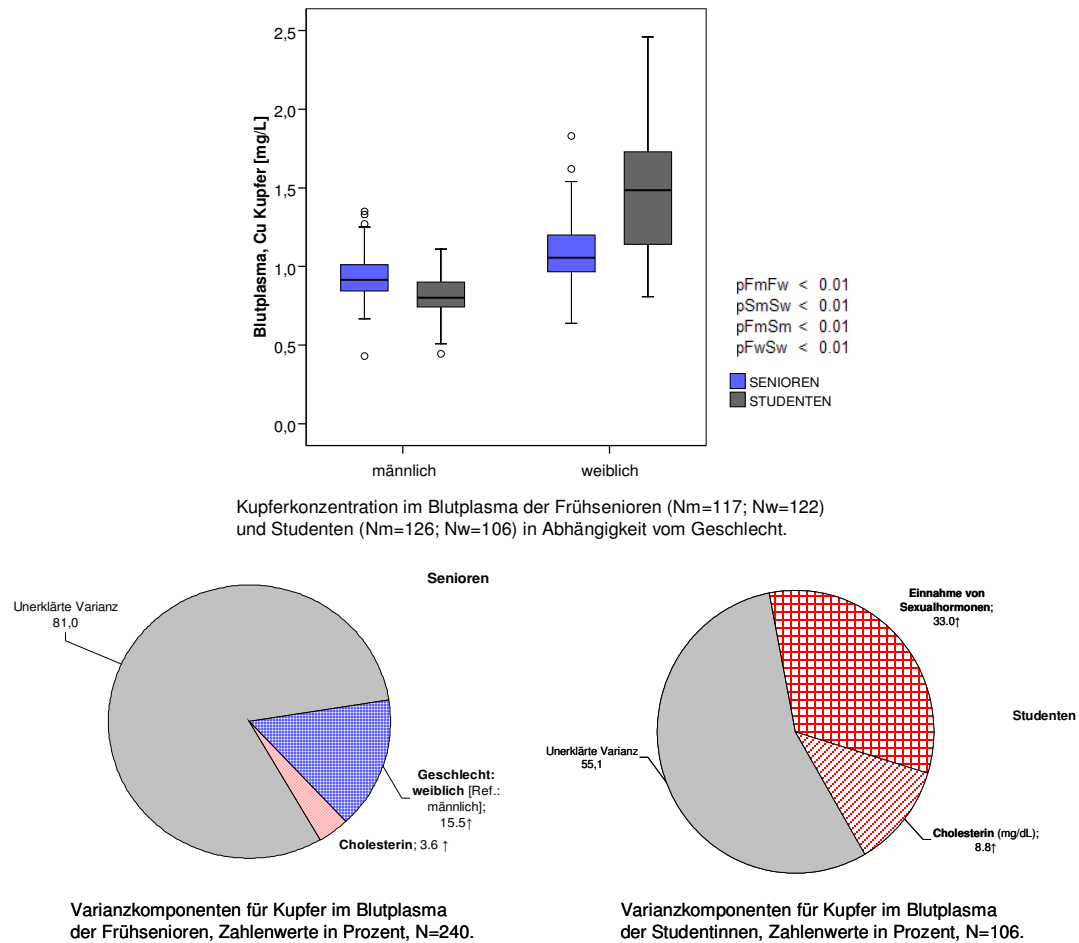 2,5
2,0
1,5
1,0
0,5
0,0
Blutplasma, Cu Kupfer [mg/L]
männlich
weiblich
pFmFw < 0.01
pSmSw < 0.01
pFmSm < 0.01
pFwSw < 0.01
SENIOREN
STUDENTEN
Kupferkonzentration im Blutplasma der Frühsenioren (Nm=117; Nw=122)
und Studenten (Nm=126; Nw=106) in Abhängigkeit vom Geschlecht.
Senioren
Unerklärte Varianz
81,0
Geschlecht:
weiblich [Ref.:
männlich];
15.5↑
Cholesterin; 3.6 ↑
Varianzkomponenten für Kupfer im Blutplasma
der Frühsenioren, Zahlenwerte in Prozent, N=240.
Einnahme von
Sexualhormonen;
33.0↑
Studenten
Unerklärte Varianz
55,1
Cholesterin (mg/dL);
8.8↑
Varianzkomponenten für Kupfer im Blutplasma
der Studentinnen, Zahlenwerte in Prozent, N=106.